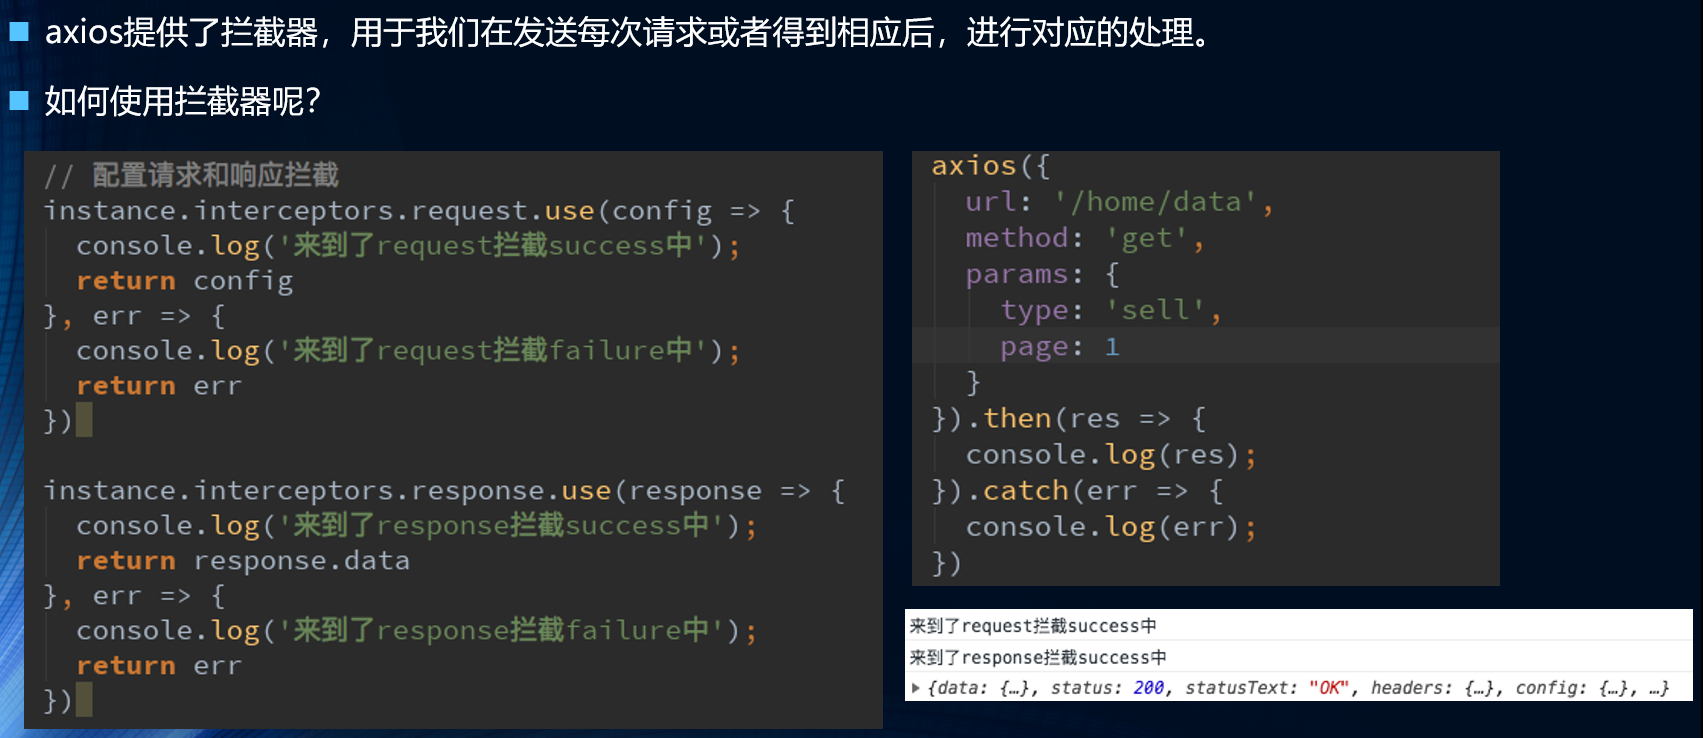 axios提供了拦截器，用于我们在发送每次请求或者得到相应后，进行对应的处理。
如何使用拦截器呢？
// 配置请求和响应拦截
instance.interceptors.request.use(config => {
  console.log('来到了request拦截success中');
  return config
}, err => {
  console.log('来到了request拦截failure中');
  return err
})
instance.interceptors.response.use(response => {
  console.log('来到了response拦截success中');
  return response.data
}, err => {
  console.log('来到了response拦截failure中');
  return err
})
axios({
  url: '/home/data',
  method: 'get',
  params: {
    type: 'sell',
    page: 1
  }
}).then(res => {
  console.log(res);
}).catch(err => {
  console.log(err);
})
来到了request拦截success中
来到了response拦截success中
{data: {…}, status: 200, statusText: "OK", headers: {…}, config: {…}, …}